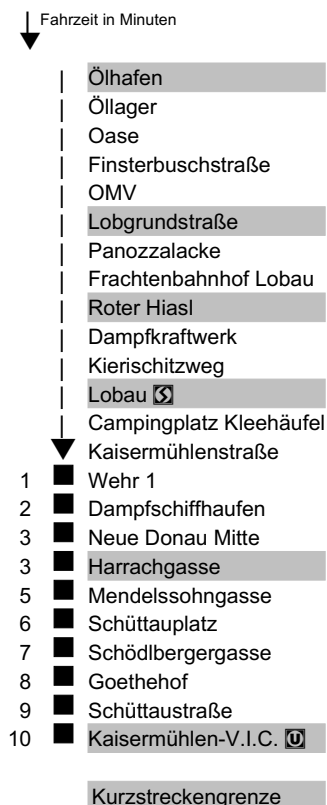 Fahrzeit in Minuten
Ölhafen
Öllager
Oase
Finsterbuschstraße
OMV
Lobgrundstraße
Panozzalacke
Frachtenbahnhof Lobau
Roter Hiasl
Dampfkraftwerk
Kierischitzweg
Lobau S
Campingplatz Kleehäufel
Kaisermühlenstraße
1 Wehr 1
2 Dampfschiffhaufen
3 Neue Donau Mitte
3 Harrachgasse
5 Mendelssohngasse
6 Schüttauplatz
7 Schödlbergergasse
8 Goethehof
9 Schüttaustraße
10 Kaisermühlen-V.I.C. U
Kurzstreckengrenze